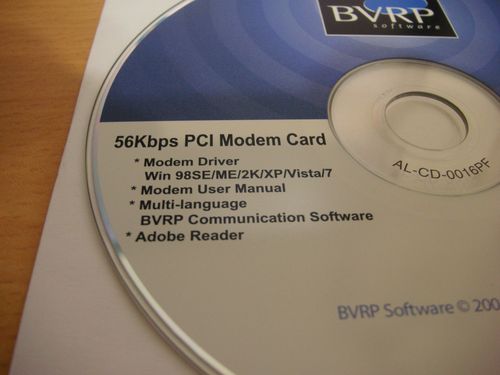 BVRP
software
56Kbps PCI Modem Card
* Modem Driver
Win 98SE/ME/2K/XP/Vista/7
* Modem User Manual
* Multi-language
BVRP Communication Software
* Adobe Reader
AL-CD-0016PF
BVRP Software ©